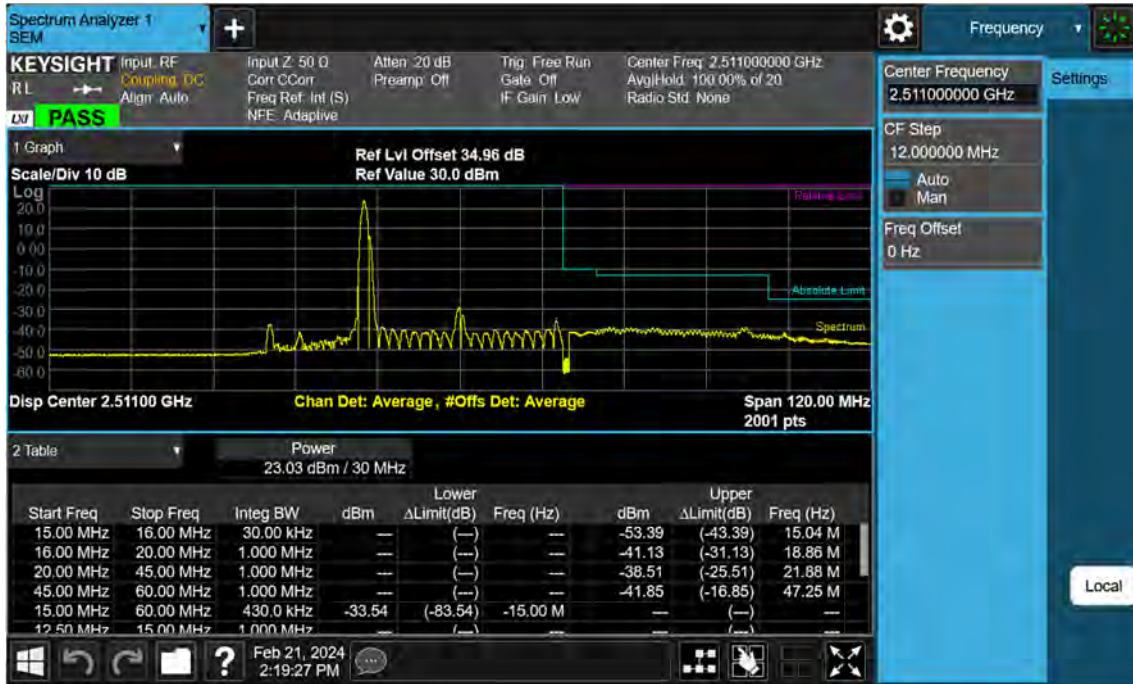 Spectrum Analyzer 1
SEM
+
Frequency
KEYSIGHT
RL
LXI
PASS
Input: RF
Coupling: DC
Align: Auto
Input Z: 50 Ω
Corr CCorr
Freq Ref: Int (S)
NFE: Adaptive
Atten: 20 dB
Preamp: Off
Trig: Free Run
Gate: Off
IF Gain: Low
Center Freq: 2.511000000 GHz
Avg|Hold: 100.00% of 20
Radio Std: None
Center Frequency
2.511000000 GHz
Settings
CF Step
12.000000 MHz
Auto
Man
Freq Offset
0 Hz
Local
1 Graph
Scale/Div 10 dB
Ref Lvl Offset 34.96 dB
Ref Value 30.0 dBm
Log
20.0
10.0
0.00
-10.0
-20.0
-30.0
-40.0
-50.0
-60.0
Relative Limit
Absolute Limit
Spectrum
Disp Center 2.51100 GHz
Chan Det: Average, #Offs Det: Average
Span 120.00 MHz
2001 pts
2 Table
Power
23.03 dBm / 30 MHz
Lower Upper
Start Freq Stop Freq Integ BW dBm ΔLimit(dB) Freq (Hz) dBm ΔLimit(dB) Freq (Hz)
15.00 MHz 16.00 MHz 30.00 kHz --- (---) --- -53.39 (-43.39) 15.04 M
16.00 MHz 20.00 MHz 1.000 MHz --- (---) --- -41.13 (-31.13) 18.86 M
20.00 MHz 45.00 MHz 1.000 MHz --- (---) --- -38.51 (-25.51) 21.88 M
45.00 MHz 60.00 MHz 1.000 MHz --- (---) --- -41.85 (-16.85) 47.25 M
15.00 MHz 60.00 MHz 430.0 kHz -33.54 (-83.54) -15.00 M --- (---) ---
12.50 MHz 15.00 MHz 1.000 MHz --- (---) --- --- (---) ---
?
Feb 21, 2024
2:19:27 PM